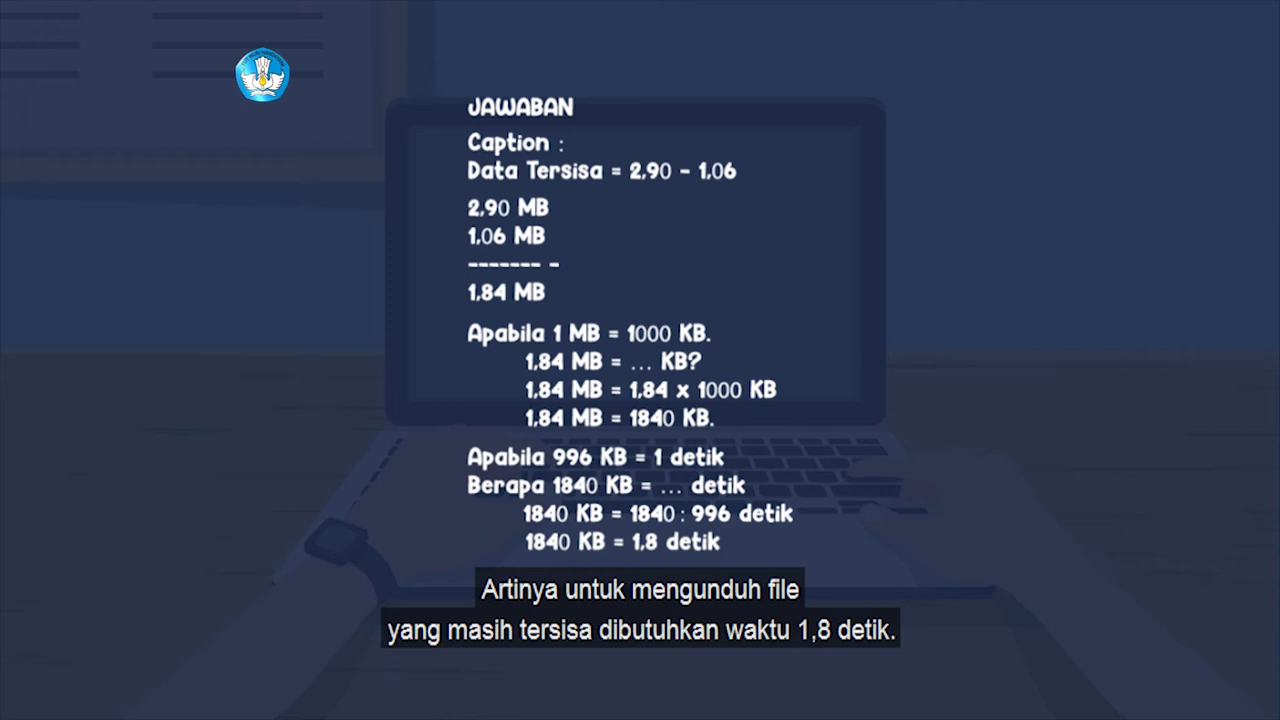 JAWABAN
Caption :
Data Tersisa = 2,90 - 1,06
2,90 MB
1,06 MB
------- -
1,84 MB
Apabila 1 MB = 1000 KB.
1,84 MB = ... KB?
1,84 MB = 1,84 x 1000 KB
1,84 MB = 1840 KB.
Apabila 996 KB = 1 detik
Berapa 1840 KB = ... detik
1840 KB = 1840 : 996 detik
1840 KB = 1,8 detik
Artinya untuk mengunduh file
yang masih tersisa dibutuhkan waktu 1,8 detik.